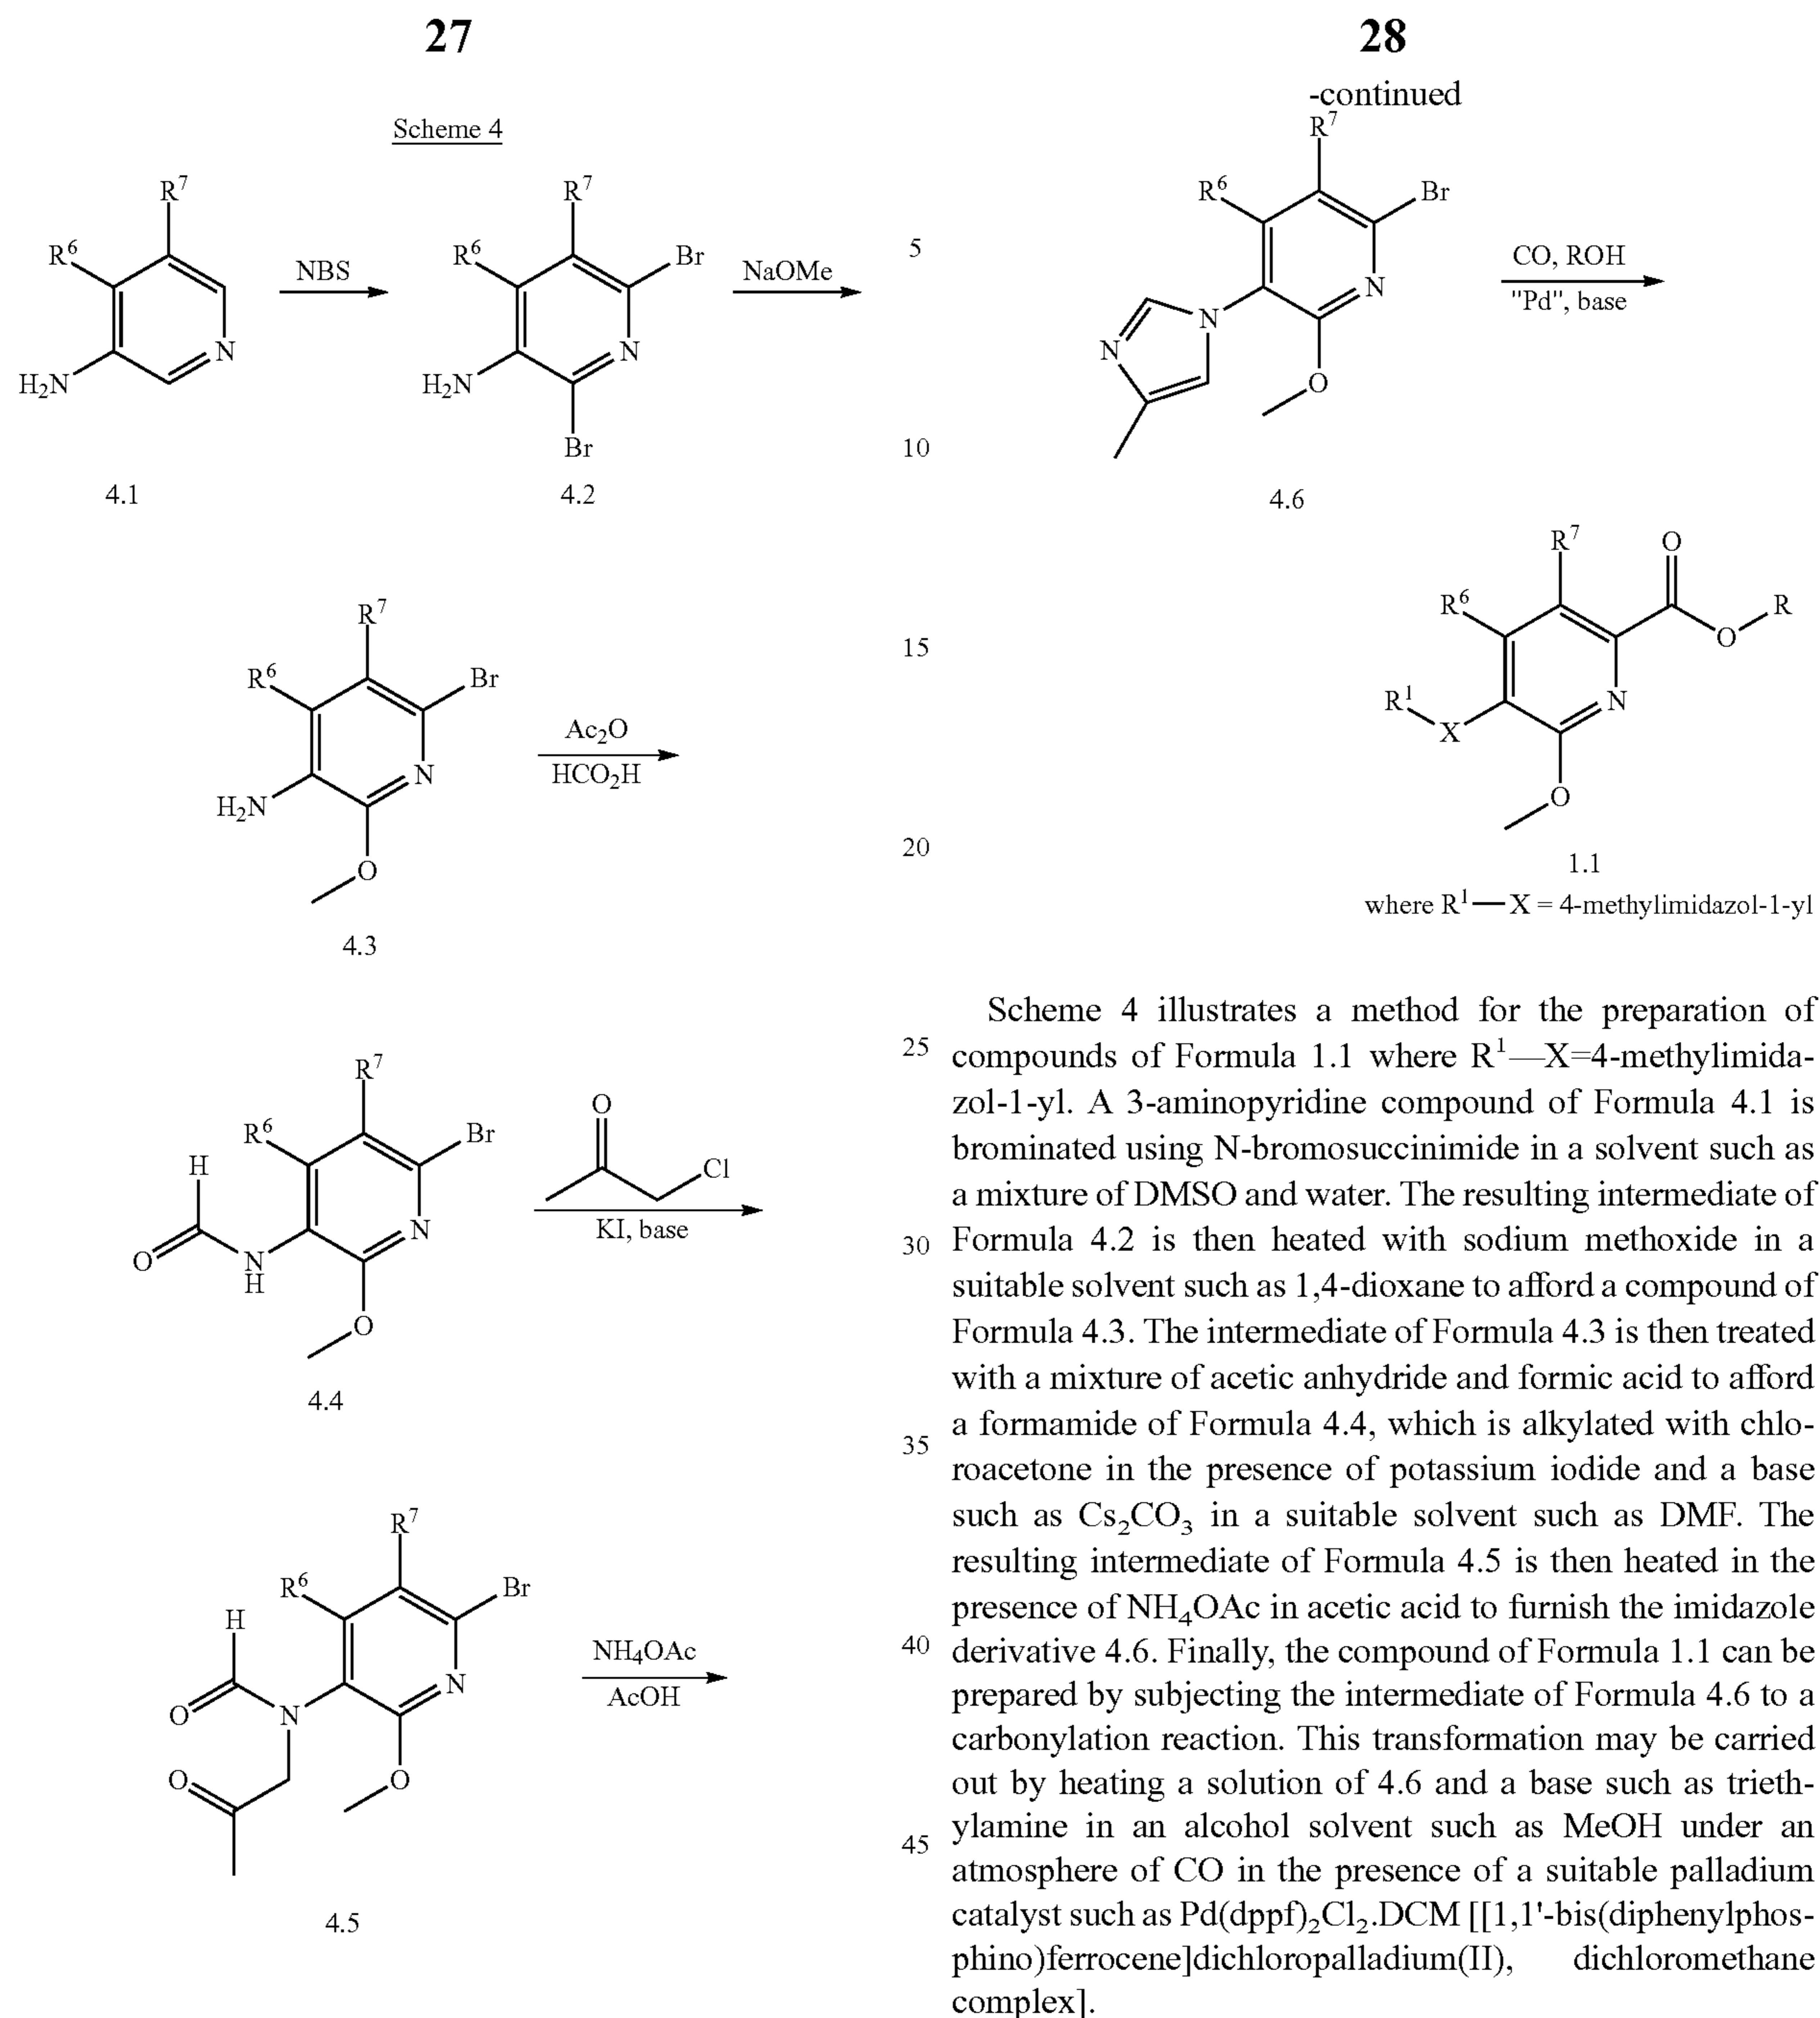 27
Scheme 4
R⁷
R⁶
N
H₂N
4.1
NBS
R⁷
R⁶
Br
N
H₂N
Br
4.2
NaOMe
R⁷
R⁶
Br
N
H₂N
O
4.3
Ac₂O
HCO₂H
R⁷
R⁶
Br
H
N
O
N
H
O
4.4
O
Cl
KI, base
R⁷
R⁶
Br
H
N
O
N
O
O
4.5
NH₄OAc
AcOH
5
10
15
20
25
30
35
40
45
28
-continued
R⁷
R⁶
Br
N
N
N
O
4.6
CO, ROH
"Pd", base
R⁷
O
R⁶
R
O
R¹
N
X
O
1.1
where R¹—X = 4-methylimidazol-1-yl
Scheme 4 illustrates a method for the preparation of
compounds of Formula 1.1 where R¹—X=4-methylimida-
zol-1-yl. A 3-aminopyridine compound of Formula 4.1 is
brominated using N-bromosuccinimide in a solvent such as
a mixture of DMSO and water. The resulting intermediate of
Formula 4.2 is then heated with sodium methoxide in a
suitable solvent such as 1,4-dioxane to afford a compound of
Formula 4.3. The intermediate of Formula 4.3 is then treated
with a mixture of acetic anhydride and formic acid to afford
a formamide of Formula 4.4, which is alkylated with chlo-
roacetone in the presence of potassium iodide and a base
such as Cs₂CO₃ in a suitable solvent such as DMF. The
resulting intermediate of Formula 4.5 is then heated in the
presence of NH₄OAc in acetic acid to furnish the imidazole
derivative 4.6. Finally, the compound of Formula 1.1 can be
prepared by subjecting the intermediate of Formula 4.6 to a
carbonylation reaction. This transformation may be carried
out by heating a solution of 4.6 and a base such as trieth-
ylamine in an alcohol solvent such as MeOH under an
atmosphere of CO in the presence of a suitable palladium
catalyst such as Pd(dppf)₂Cl₂.DCM [[1,1'-bis(diphenylphos-
phino)ferrocene]dichloropalladium(II), dichloromethane
complex].